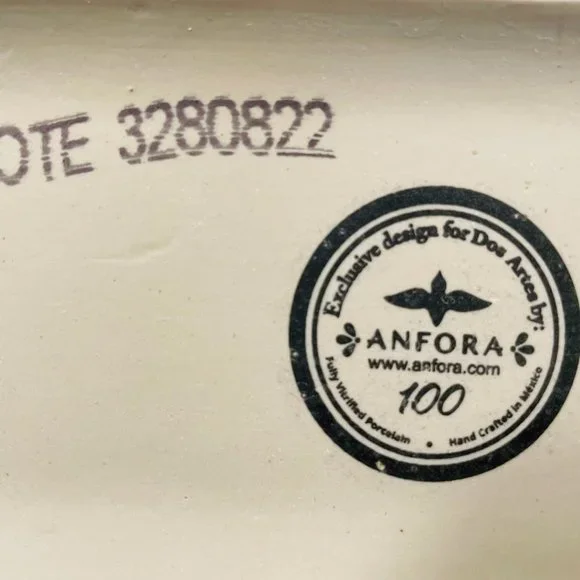 OTE 3280822
Exclusive design for Dos Artes by:
ANFORA
www.anfora.com
100
Fully Vitrified Porcelain • Hand Crafted in México